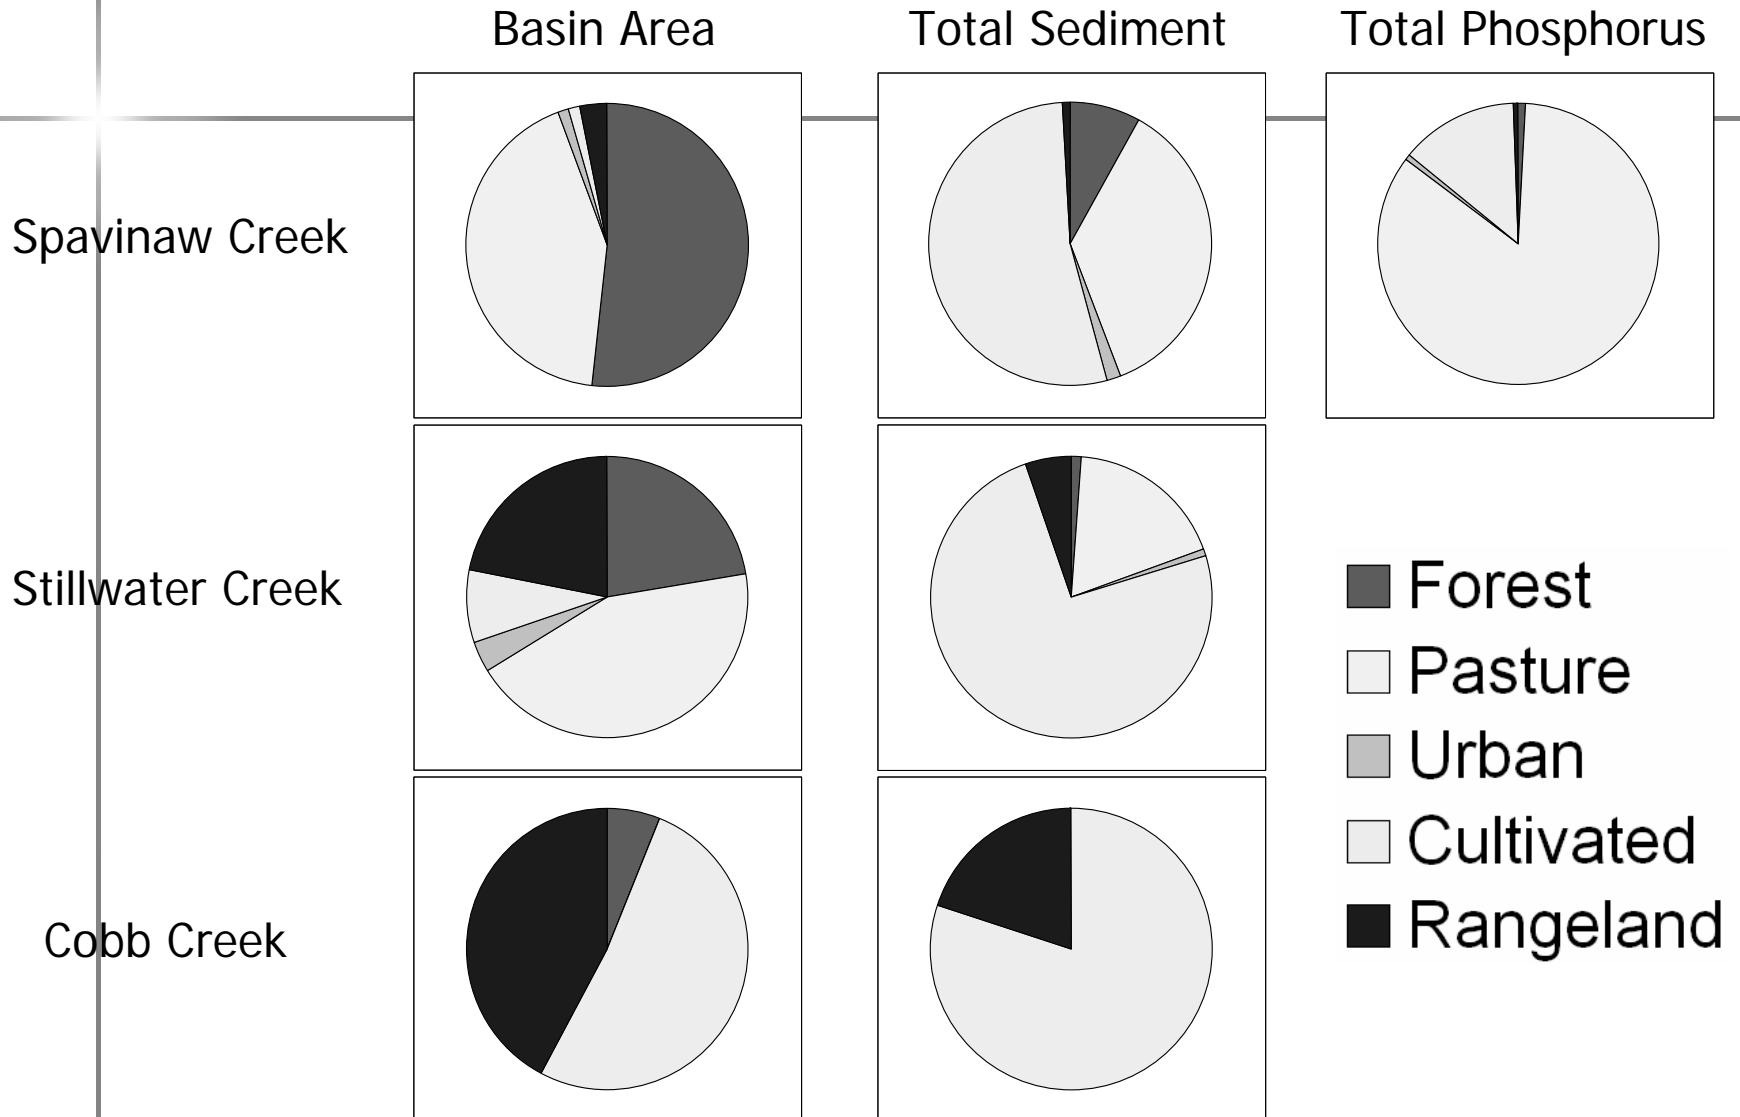 Basin Area
Total Sediment
Total Phosphorus
Spavinaw Creek
Stillwater Creek
Cobb Creek
Forest
Pasture
Urban
Cultivated
Rangeland